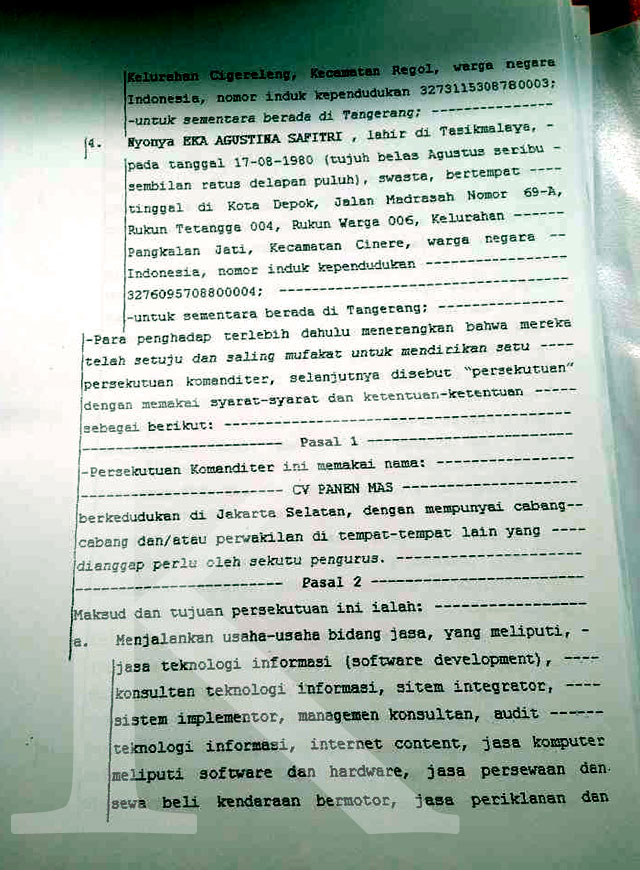 Kelurahan Cigereleng, Kecamatan Regol, warga negara
Indonesia, nomor induk kependudukan 3273115308780003;
-untuk sementara berada di Tangerang; ----------------
4. Nyonya EKA AGUSTINA SAFITRI , lahir di Tasikmalaya, -
pada tanggal 17-08-1980 (tujuh belas Agustus seribu -
sembilan ratus delapan puluh), swasta, bertempat ----
tinggal di Kota Depok, Jalan Madrasah Nomor 69-A,
Rukun Tetangga 004, Rukun Warga 006, Kelurahan ------
Pangkalan Jati, Kecamatan Cinere, warga negara --
Indonesia, nomor induk kependudukan -----------------
3276095708800004; -----------------------------------
-untuk sementara berada di Tangerang; ---------------
-Para penghadap terlebih dahulu menerangkan bahwa mereka
telah setuju dan saling mufakat untuk mendirikan satu ----
persekutuan komanditer, selanjutnya disebut "persekutuan"
dengan memakai syarat-syarat dan ketentuan-ketentuan -----
sebagai berikut: -----------------------------------------
------------------------ Pasal 1 ------------------------
-Persekutuan Komanditer ini memakai nama: ----------------
------------------------ CV PANEN MAS --------------------
berkedudukan di Jakarta Selatan, dengan mempunyai cabang--
cabang dan/atau perwakilan di tempat-tempat lain yang ----
dianggap perlu oleh sekutu pengurus. ---------------------
------------------------ Pasal 2 -------------------------
Maksud dan tujuan persekutuan ini ialah: -----------------
a. Menjalankan usaha-usaha bidang jasa, yang meliputi, -
jasa teknologi informasi (software development), ----
konsultan teknologi informasi, sitem integrator, ----
sistem implementor, managemen konsultan, audit ------
teknologi informasi, internet content, jasa komputer
meliputi software dan hardware, jasa persewaan dan
sewa beli kendaraan bermotor, jasa periklanan dan